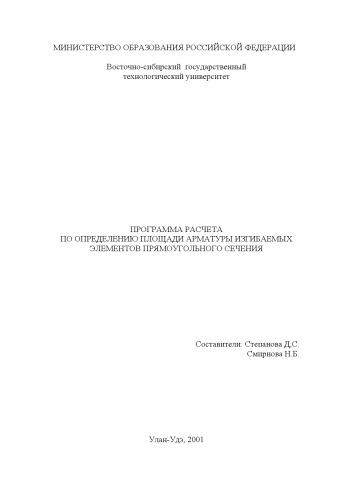 МИНИСТЕРСТВО ОБРАЗОВАНИЯ РОССИЙСКОЙ ФЕДЕРАЦИИ
Восточно-сибирский государственный
технологический университет
ПРОГРАММА РАСЧЕТА
ПО ОПРЕДЕЛЕНИЮ ПЛОЩАДИ АРМАТУРЫ ИЗГИБАЕМЫХ
ЭЛЕМЕНТОВ ПРЯМОУГОЛЬНОГО СЕЧЕНИЯ
Составители: Степанова Д.С.
Смирнова Н.Б.
Улан-Удэ, 2001